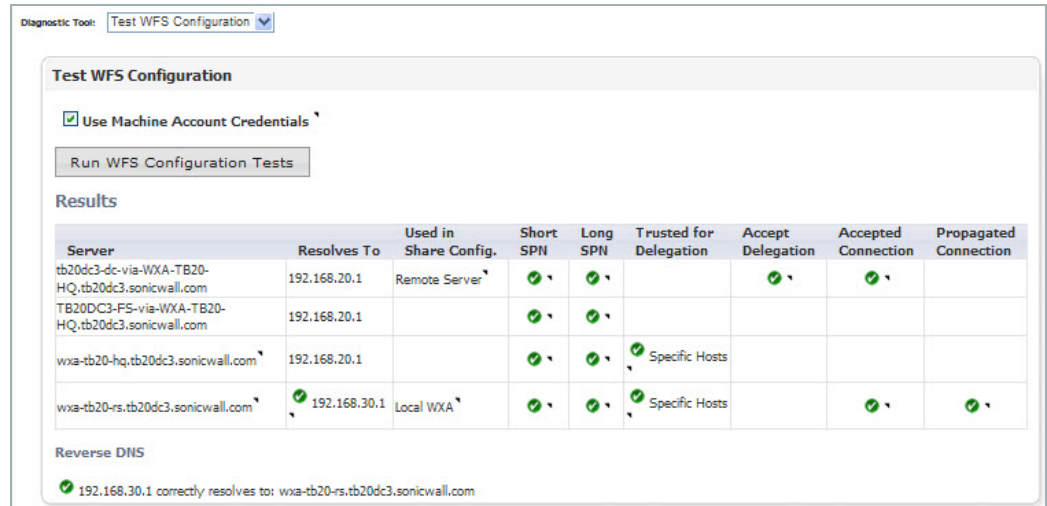 Diagnostic Tool: Test WFS Configuration
Test WFS Configuration
Use Machine Account Credentials
Run WFS Configuration Tests
Results
Server Resolves To Used in Share Config. Short SPN Long SPN Trusted for Delegation Accept Delegation Accepted Connection Propagated Connection
tb20dc3-dc-via-WXA-TB20-
HQ.tb20dc3.sonicwall.com 192.168.20.1 Remote Server
TB20DC3-FS-via-WXA-TB20-
HQ.tb20dc3.sonicwall.com 192.168.20.1
wxa-tb20-hq.tb20dc3.sonicwall.com 192.168.20.1 Specific Hosts
wxa-tb20-rs.tb20dc3.sonicwall.com 192.168.30.1 Local WXA Specific Hosts
Reverse DNS
192.168.30.1 correctly resolves to: wxa-tb20-rs.tb20dc3.sonicwall.com